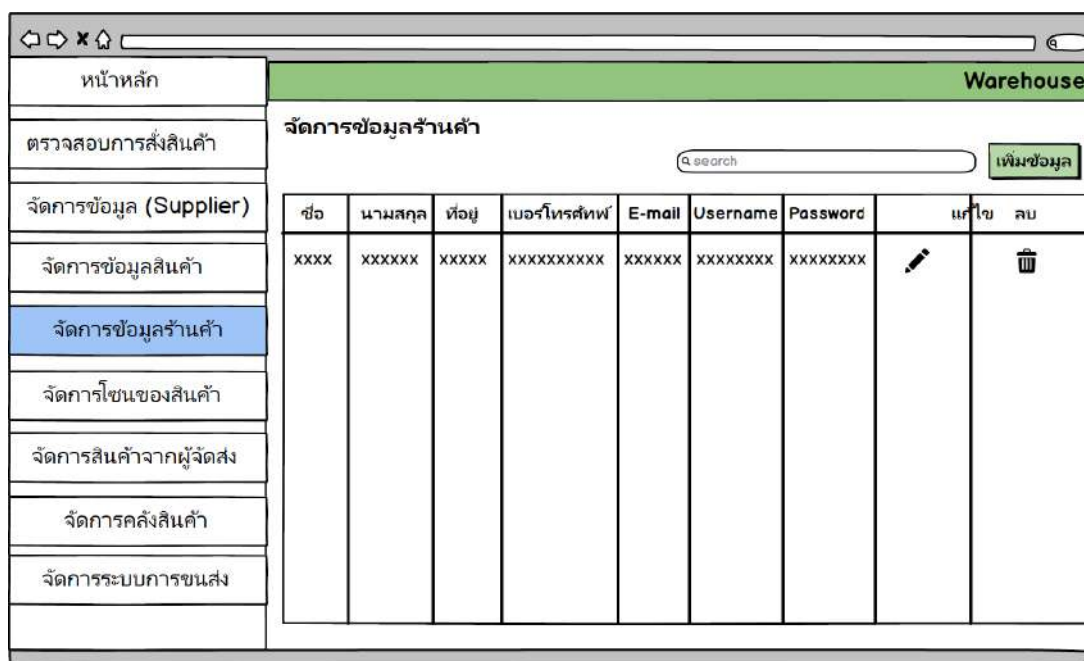 หน้าหลัก
Warehouse
ตรวจสอบการสั่งสินค้า
จัดการข้อมูล (Supplier)
จัดการข้อมูลสินค้า
จัดการข้อมูลร้านค้า
จัดการโซนของสินค้า
จัดการสินค้าจากผู้จัดส่ง
จัดการคลังสินค้า
จัดการระบบการขนส่ง
จัดการข้อมูลร้านค้า
search
เพิ่มข้อมูล
ชื่อ นามสกุล ที่อยู่ เบอร์โทรศัทพ์ E-mail Username Password แก้ไข ลบ
xxxx xxxxxx xxxxx xxxxxxxxxx xxxxxx xxxxxxxx xxxxxxxx